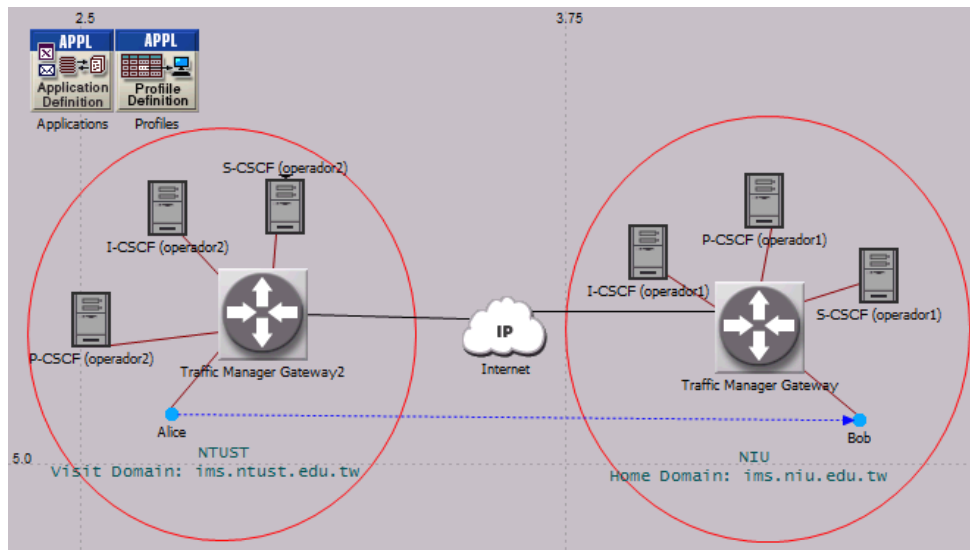 2.5
3.75
APPL
APPL
Application
Definition
Profiile
Definition
Applications
Profiles
S-CSCF (operador2)
I-CSCF (operador2)
P-CSCF (operador1)
I-CSCF (operador1)
S-CSCF (operador1)
P-CSCF (operador2)
IP
Internet
Traffic Manager Gateway2
Traffic Manager Gateway
Alice
Bob
NTUST
Visit Domain: ims.ntust.edu.tw
NIU
Home Domain: ims.niu.edu.tw
5.0